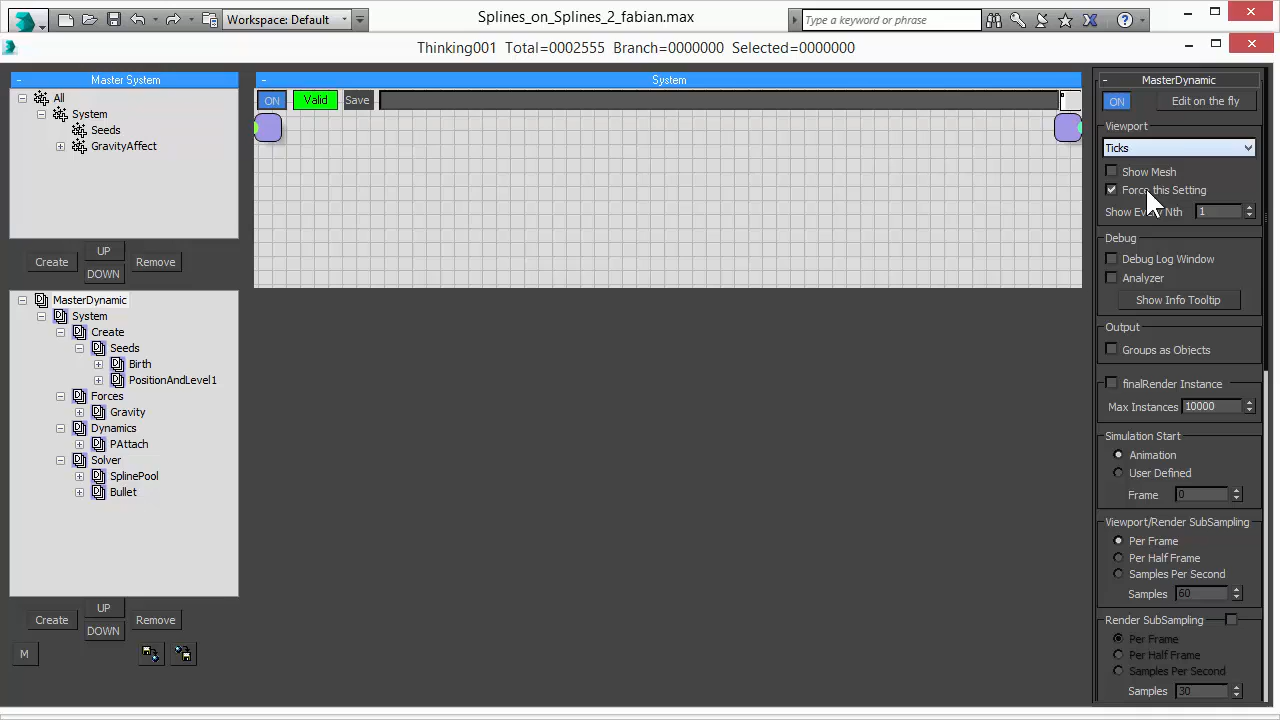 Workspace: Default
Splines_on_Splines_2_fabian.max
Type a keyword or phrase
Thinking001 Total=0002555 Branch=0000000 Selected=0000000
Master System
All
System
Seeds
GravityAffect
Create
UP
DOWN
Remove
MasterDynamic
System
Create
Seeds
Birth
PositionAndLevel1
Forces
Gravity
Dynamics
PAttach
Solver
SplinePool
Bullet
Create
UP
DOWN
Remove
M
System
ON
Valid
Save
MasterDynamic
ON
Edit on the fly
Viewport
Ticks
Show Mesh
Force this Setting
Show Every Nth 1
Debug
Debug Log Window
Analyzer
Show Info Tooltip
Output
Groups as Objects
finalRender Instance
Max Instances 10000
Simulation Start
Animation
User Defined
Frame 0
Viewport/Render SubSampling
Per Frame
Per Half Frame
Samples Per Second
Samples 60
Render SubSampling
Per Frame
Per Half Frame
Samples Per Second
Samples 30